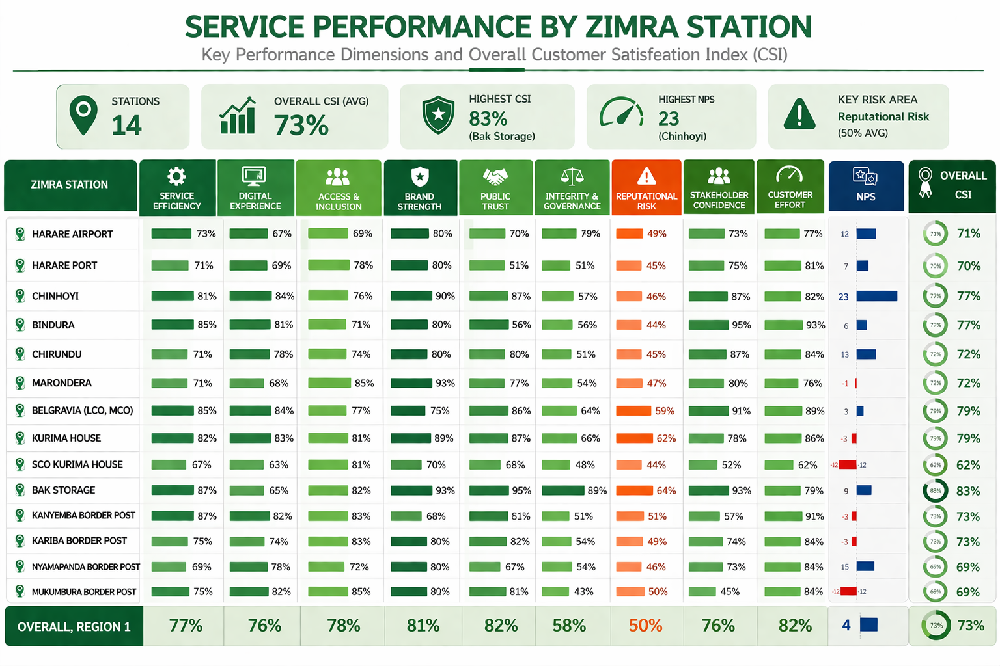 SERVICE PERFORMANCE BY ZIMRA STATION
Key Performance Dimensions and Overall Customer Satisfeation Index (CSI)
STATIONS
14
OVERALL CSI (AVG)
73%
HIGHEST CSI
83%
(Bak Storage)
HIGHEST NPS
23
(Chinhoyi)
KEY RISK AREA
Reputational Risk
(50% AVG)
ZIMRA STATION
SERVICE
EFFICIENCY
DIGITAL
EXPERIENCE
ACCESS &
INCLUSION
BRAND
STRENGTH
PUBLIC
TRUST
INTEGRITY &
GOVERNANCE
REPUTATIONAL
RISK
STAKEHOLDER
CONFIDENCE
CUSTOMER
EFFORT
NPS
OVERALL
CSI
HARARE AIRPORT 73% 67% 69% 80% 70% 79% 49% 73% 77% 12 71% 71%
HARARE PORT 71% 69% 78% 80% 51% 51% 45% 75% 81% 7 70% 70%
CHINHOYI 81% 84% 76% 90% 87% 57% 46% 87% 82% 23 77% 77%
BINDURA 85% 81% 71% 80% 56% 56% 44% 95% 93% 6 77% 77%
CHIRUNDU 71% 78% 74% 80% 80% 51% 45% 87% 84% 13 72% 72%
MARONDERA 71% 68% 85% 93% 77% 54% 47% 80% 76% -1 72% 72%
BELGRAVIA (LCO, MCO) 85% 84% 77% 75% 86% 64% 59% 91% 89% 3 79% 79%
KURIMA HOUSE 82% 83% 81% 89% 87% 66% 62% 78% 86% -3 79% 79%
SCO KURIMA HOUSE 67% 63% 81% 70% 68% 48% 44% 52% 62% -12 -12 62% 62%
BAK STORAGE 87% 65% 82% 93% 95% 89% 64% 93% 79% 9 83% 83%
KANYEMBA BORDER POST 87% 82% 83% 68% 81% 51% 51% 57% 91% -3 73% 73%
KARIBA BORDER POST 75% 74% 83% 80% 82% 54% 49% 74% 84% -3 73% 73%
NYAMAPANDA BORDER POST 69% 78% 72% 80% 67% 54% 46% 73% 84% 15 69% 69%
MUKUMBURA BORDER POST 75% 82% 85% 80% 81% 43% 50% 45% 84% -12 -12 69% 69%
OVERALL, REGION 1 77% 76% 78% 81% 82% 58% 50% 76% 82% 4 73% 73%